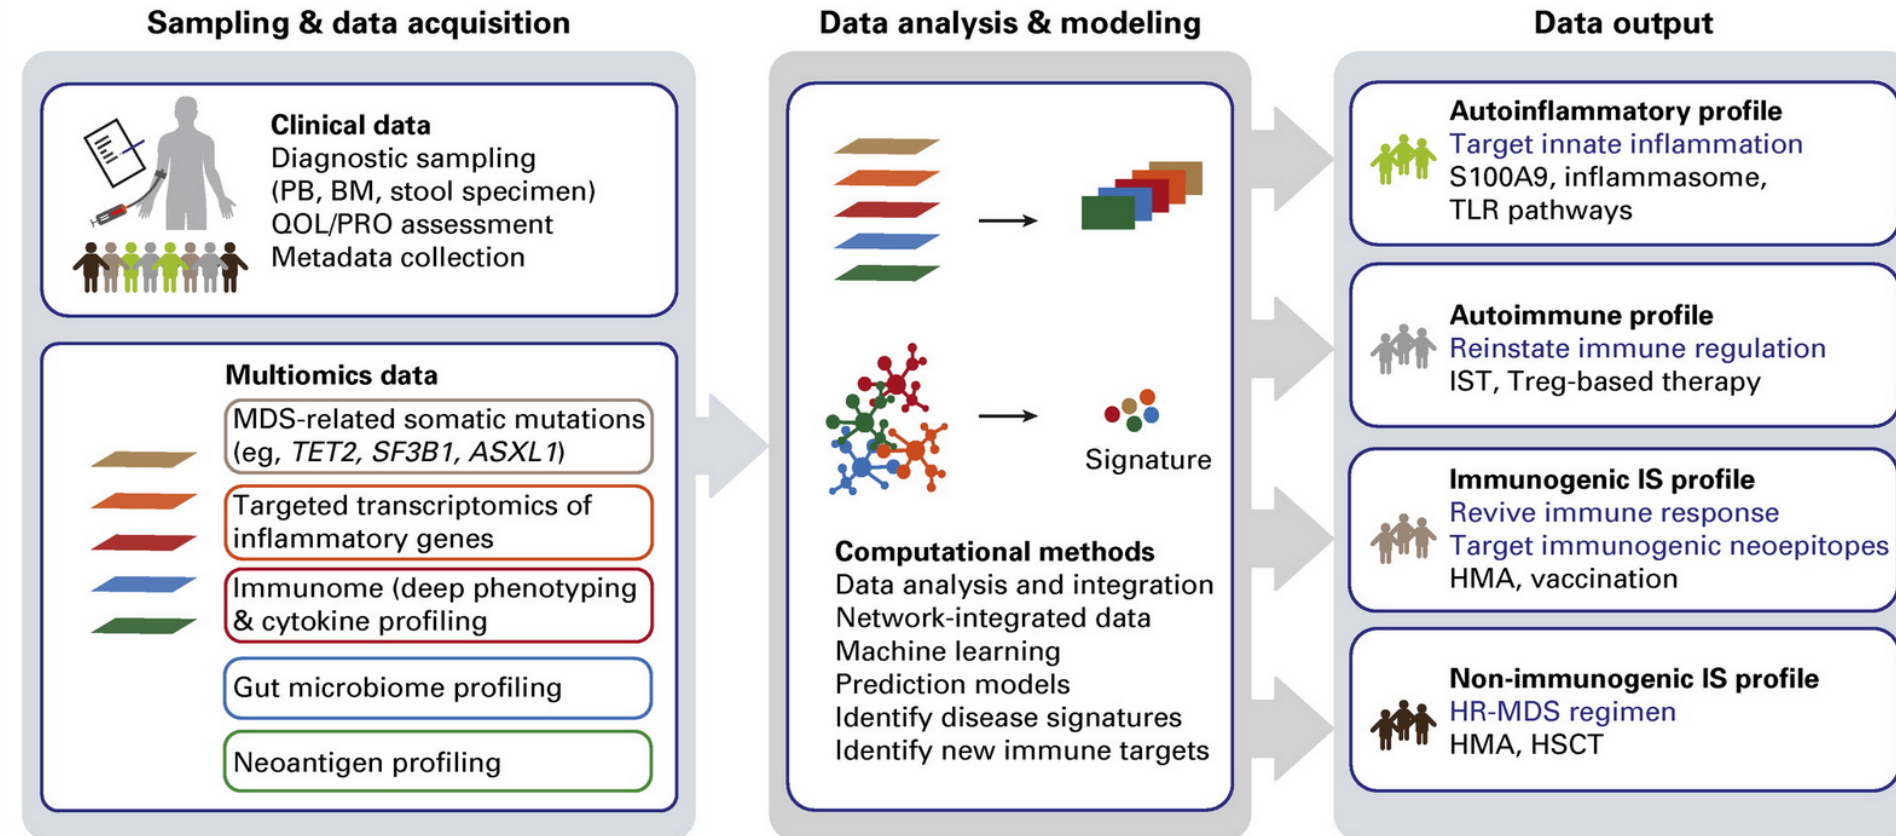 Sampling & data acquisition
Clinical data
Diagnostic sampling
(PB, BM, stool specimen)
QOL/PRO assessment
Metadata collection
Multiomics data
MDS-related somatic mutations
(eg, TET2, SF3B1, ASXL1)
Targeted transcriptomics of
inflammatory genes
Immunome (deep phenotyping
& cytokine profiling
Gut microbiome profiling
Neoantigen profiling
Data analysis & modeling
Signature
Computational methods
Data analysis and integration
Network-integrated data
Machine learning
Prediction models
Identify disease signatures
Identify new immune targets
Data output
Autoinflammatory profile
Target innate inflammation
S100A9, inflammasome,
TLR pathways
Autoimmune profile
Reinstate immune regulation
IST, Treg-based therapy
Immunogenic IS profile
Revive immune response
Target immunogenic neoepitopes
HMA, vaccination
Non-immunogenic IS profile
HR-MDS regimen
HMA, HSCT